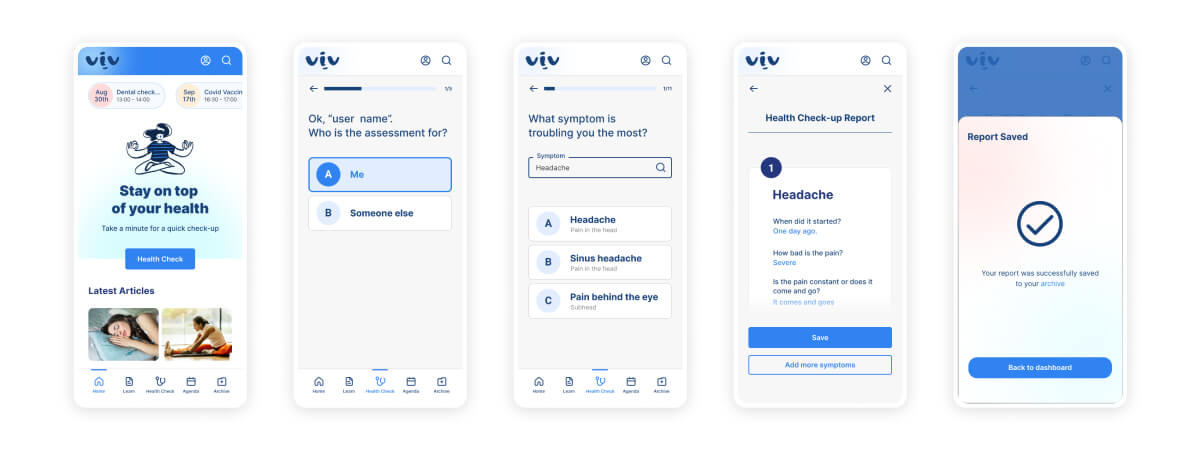 viv
Aug
30th
Dental check...
13:00 - 14:00
Sep
17th
Covid Vaccin
16:30 - 17:00
Stay on top
of your health
Take a minute for a quick check-up
Health Check
Latest Articles
Home
Learn
Health Check
Agenda
Archive
viv
1/3
Ok, “user name”.
Who is the assessment for?
A
Me
B
Someone else
Home
Learn
Health Check
Agenda
Archive
viv
1/11
What symptom is
troubling you the most?
Symptom
Headache
A
Headache
Pain in the head
B
Sinus headache
Pain in the head
C
Pain behind the eye
Subhead
Home
Learn
Health Check
Agenda
Archive
viv
Health Check-up Report
1
Headache
When did it started?
One day ago.
How bad is the pain?
Severe
Is the pain constant or does it
come and go?
It comes and goes
Save
Add more symptoms
viv
Report Saved
Your report was successfully saved
to your archive
Back to dashboard